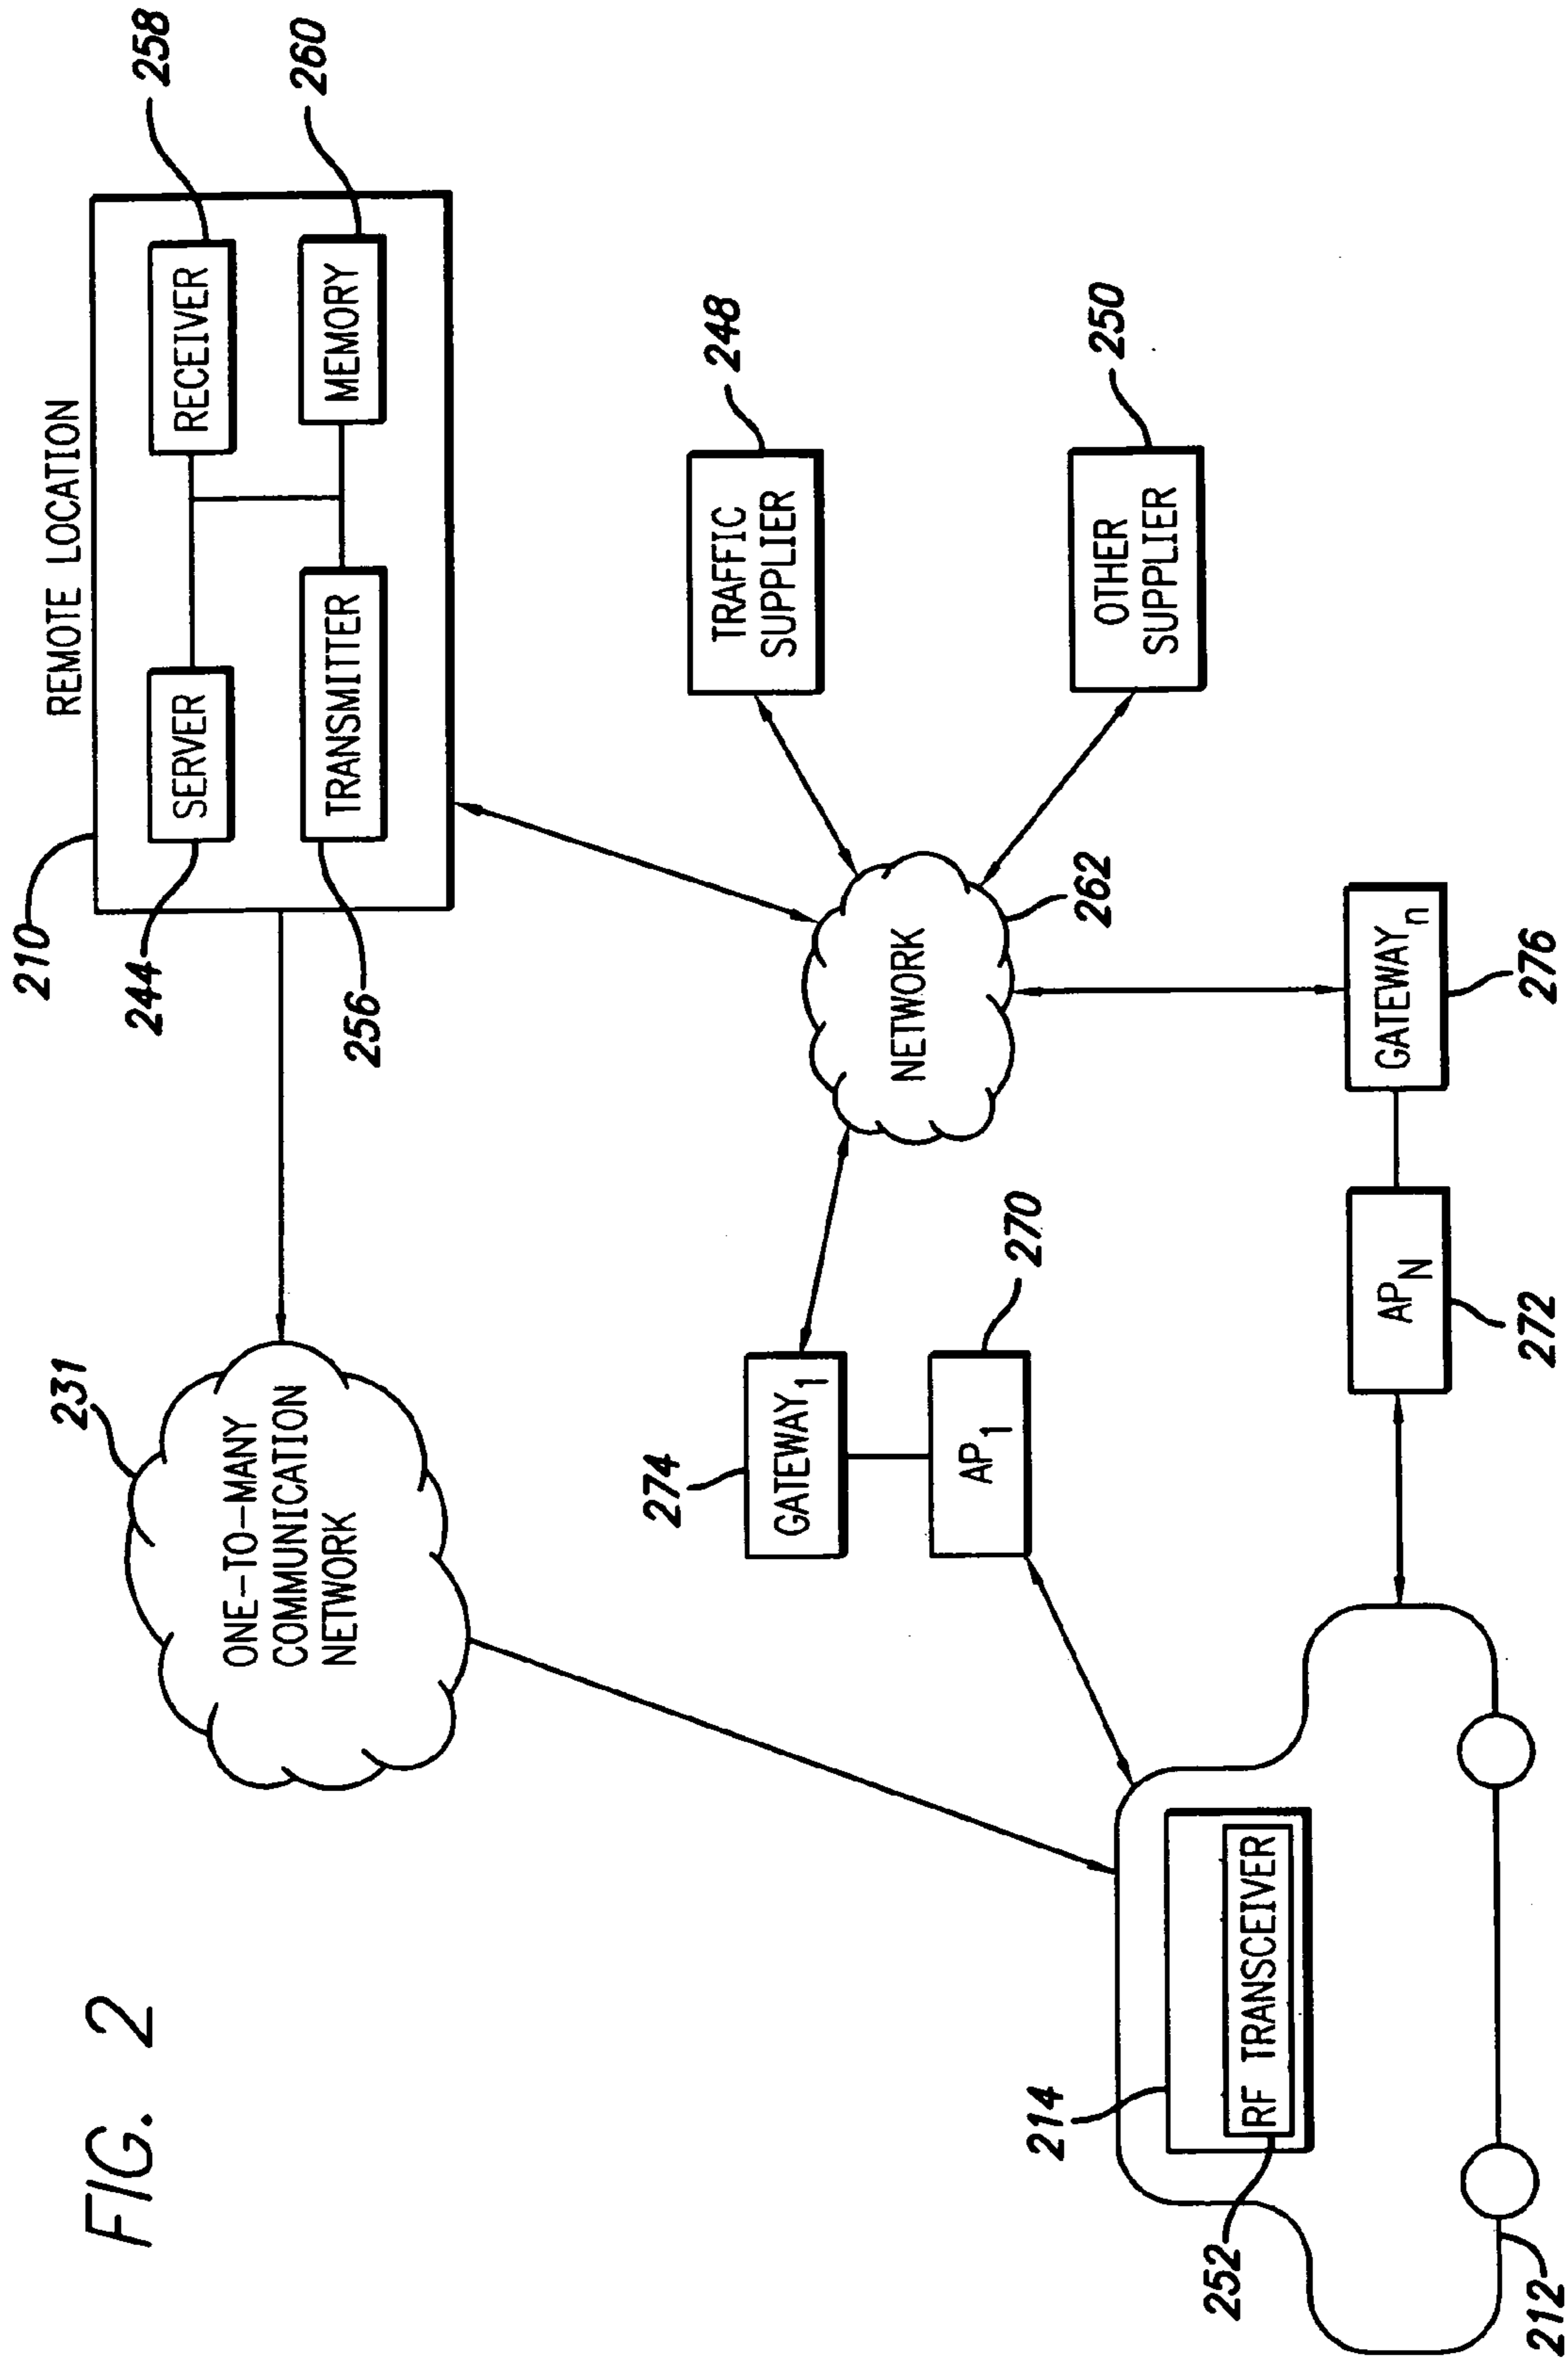 FIG. 2
231
ONE-TO-MANY
COMMUNICATION
NETWORK
210
REMOTE LOCATION
244
SERVER
RECEIVER
258
256
TRANSMITTER
MEMORY
260
274
GATEWAY1
AP1
270
NETWORK
262
TRAFFIC
SUPPLIER
248
OTHER
SUPPLIER
250
214
RF TRANSCEIVER
252
212
APN
272
GATEWAYn
276